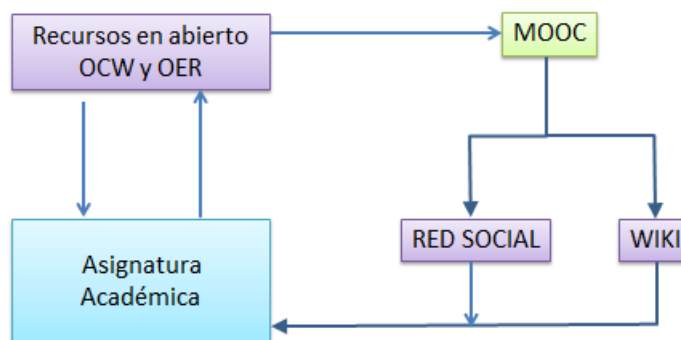 Recursos en abierto
OCW y OER
MOOC
RED SOCIAL
WIKI
Asignatura
Académica